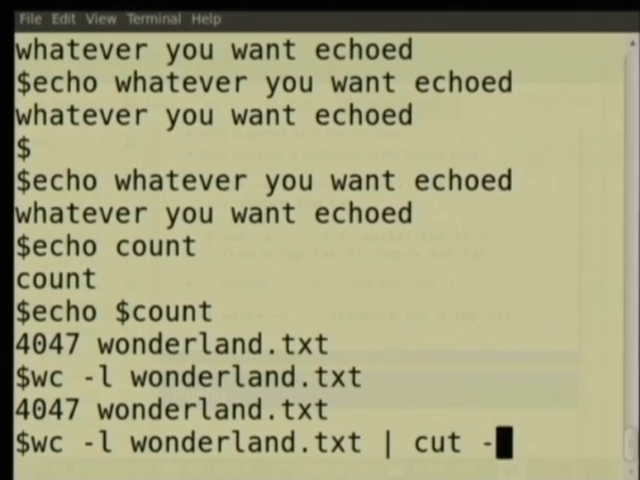 File Edit View Terminal Help
whatever you want echoed
$echo whatever you want echoed
whatever you want echoed
$
$echo whatever you want echoed
whatever you want echoed
$echo count
count
$echo $count
4047 wonderland.txt
$wc -l wonderland.txt
4047 wonderland.txt
$wc -l wonderland.txt | cut -